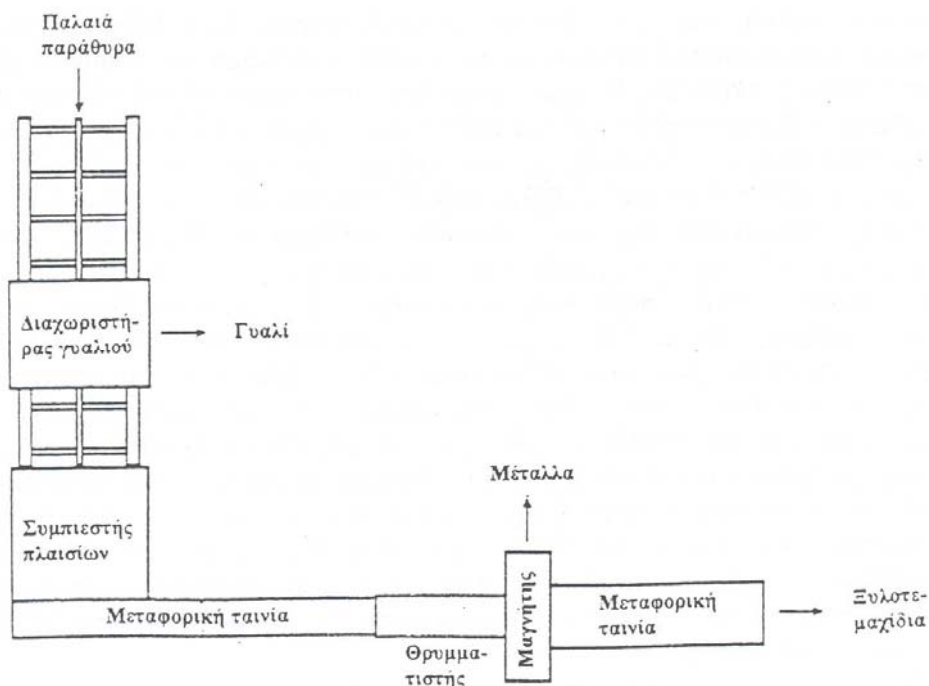 Παλαιά
παράθυρα
Διαχωριστή-
ρας γυαλιού
Γυαλί
Συμπιεστής
πλαισίων
Μέταλλα
Μεταφορική ταινία
Θρυμμα-
τιστής
Μαγνήτης
Μεταφορική
ταινία
Ξυλοτε-
μαχίδια